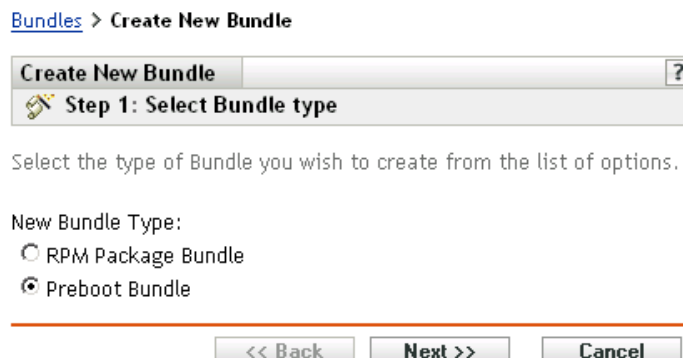 Bundles > Create New Bundle
Create New Bundle ?
Step 1: Select Bundle type
Select the type of Bundle you wish to create from the list of options.
New Bundle Type:
RPM Package Bundle
Preboot Bundle
<< Back Next >> Cancel